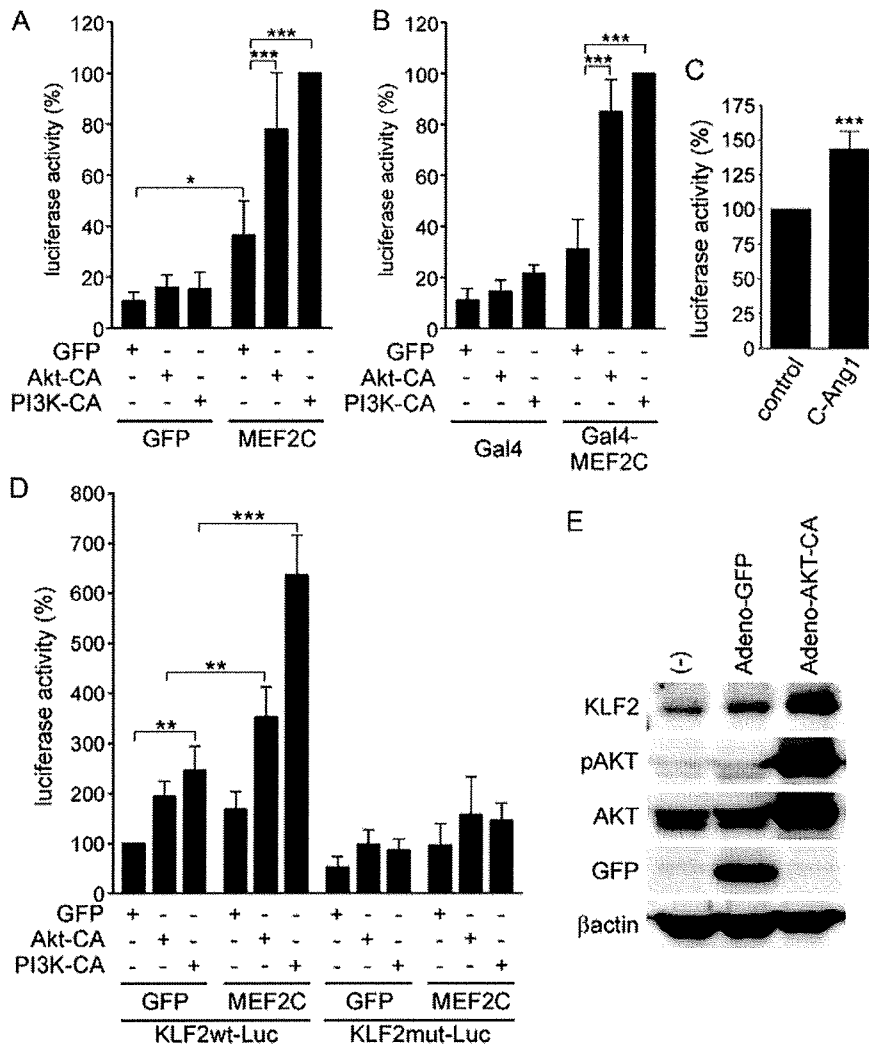 A
luciferase activity (%)
120
100
80
60
40
20
0
***
***
*
GFP + - - + - -
Akt-CA - + - - + -
PI3K-CA - - + - - +
GFP MEF2C
B
luciferase activity (%)
120
100
80
60
40
20
0
***
***
GFP + - - + - -
Akt-CA - + - - + -
PI3K-CA - - + - - +
Gal4 Gal4-
MEF2C
C
luciferase activity (%)
175
150
125
100
75
50
25
0
***
control
C-Ang1
D
luciferase activity (%)
800
700
600
500
400
300
200
100
0
***
**
**
GFP + - - + - - + - - + - -
Akt-CA - + - - + - - + - - + -
PI3K-CA - - + - - + - - + - - +
GFP MEF2C GFP MEF2C
KLF2wt-Luc KLF2mut-Luc
E
(-)
Adeno-GFP
Adeno-AKT-CA
KLF2
pAKT
AKT
GFP
βactin